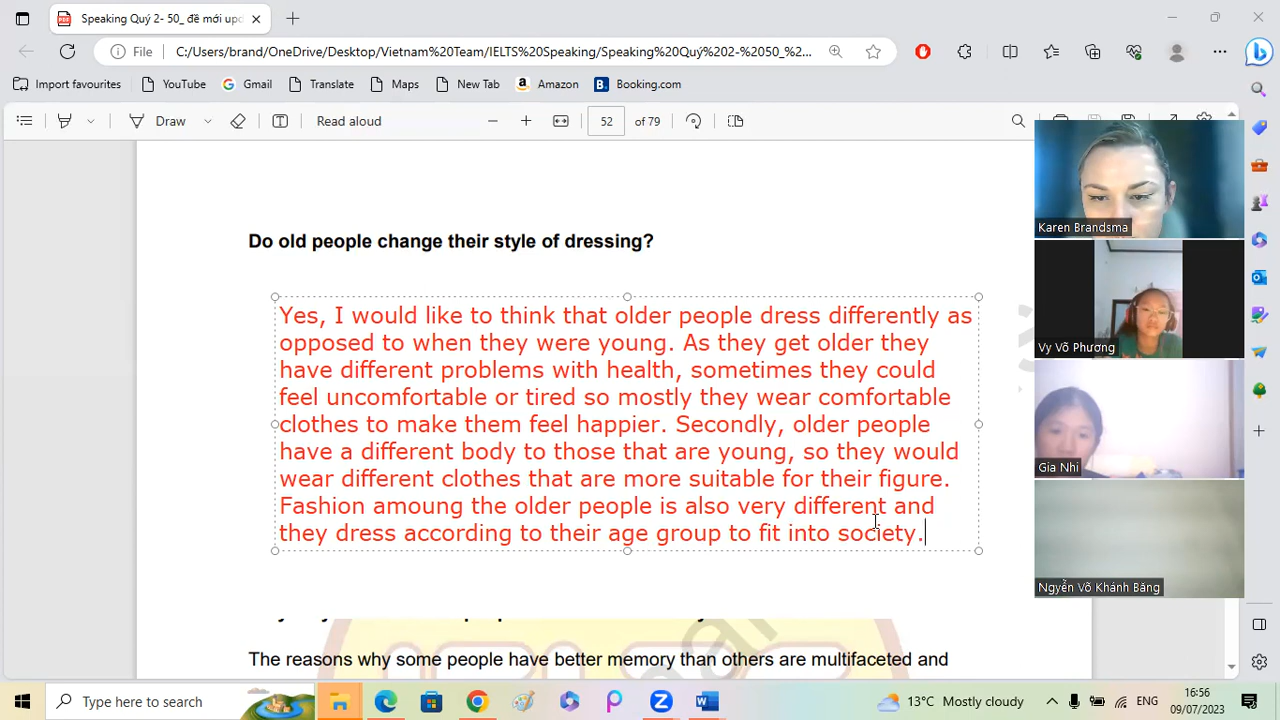 Speaking Quý 2- 50_ đề mới upd
File
C:/Users/brand/OneDrive/Desktop/Vietnam%20Team/IELTS%20Speaking/Speaking%20Quý%202-%2050_%2...
Import favourites
YouTube
Gmail
Translate
Maps
New Tab
Amazon
Booking.com
Draw
Read aloud
52
of 79
Karen Brandsma
Do old people change their style of dressing?
Yes, I would like to think that older people dress differently as
opposed to when they were young. As they get older they
have different problems with health, sometimes they could
feel uncomfortable or tired so mostly they wear comfortable
clothes to make them feel happier. Secondly, older people
have a different body to those that are young, so they would
wear different clothes that are more suitable for their figure.
Fashion amoung the older people is also very different and
they dress according to their age group to fit into society.
Vy Võ Phương
Gia Nhi
Nguyễn Võ Khánh Băng
The reasons why some people have better memory than others are multifaceted and
Type here to search
13°C Mostly cloudy
ENG
16:56
09/07/2023